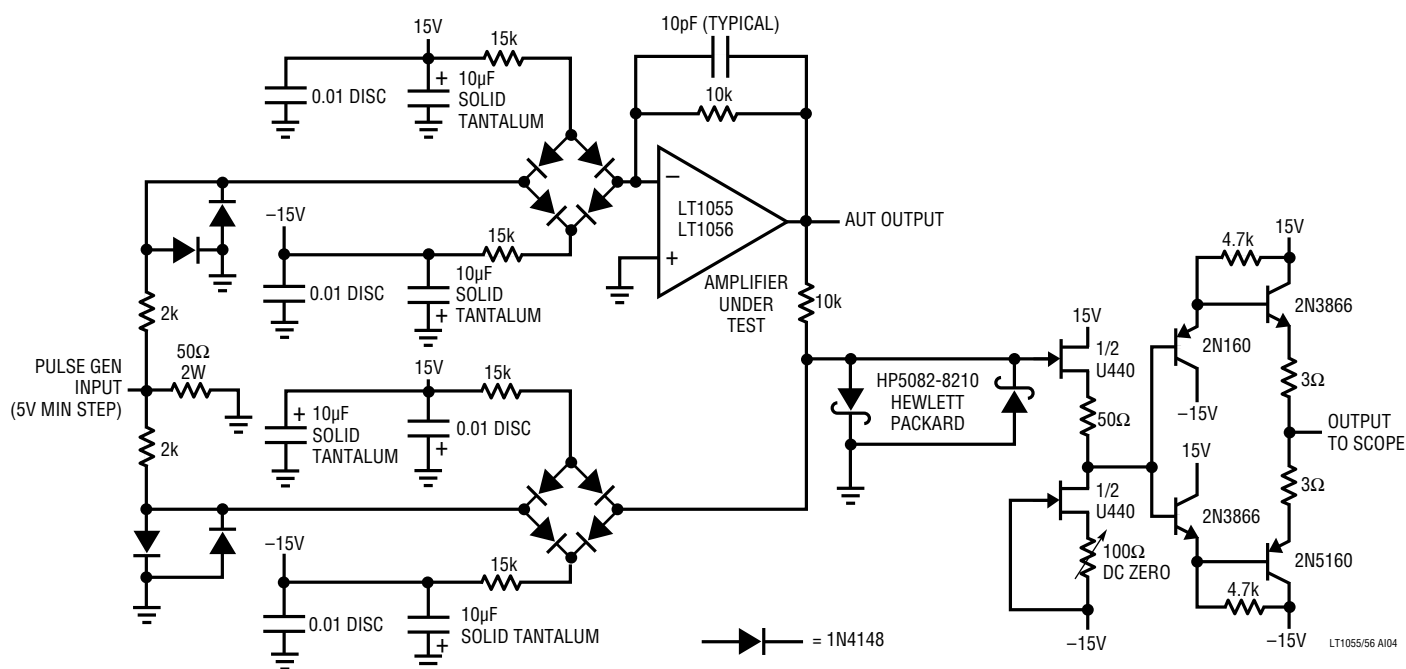 15V
15k
0.01 DISC
+
10µF
SOLID
TANTALUM
10pF (TYPICAL)
10k
–
LT1055
LT1056
+
AUT OUTPUT
AMPLIFIER
UNDER
TEST
10k
–15V
15k
0.01 DISC
10µF
SOLID
TANTALUM
+
2k
PULSE GEN
INPUT
(5V MIN STEP)
50Ω
2W
2k
15V
15k
+
10µF
SOLID
TANTALUM
0.01 DISC
+
–15V
15k
0.01 DISC
10µF
SOLID TANTALUM
+
HP5082-8210
HEWLETT
PACKARD
15V
1/2
U440
50Ω
1/2
U440
100Ω
DC ZERO
–15V
4.7k
15V
2N3866
2N160
–15V
3Ω
OUTPUT
TO SCOPE
3Ω
15V
2N3866
2N5160
4.7k
–15V
= 1N4148
LT1055/56 AI04